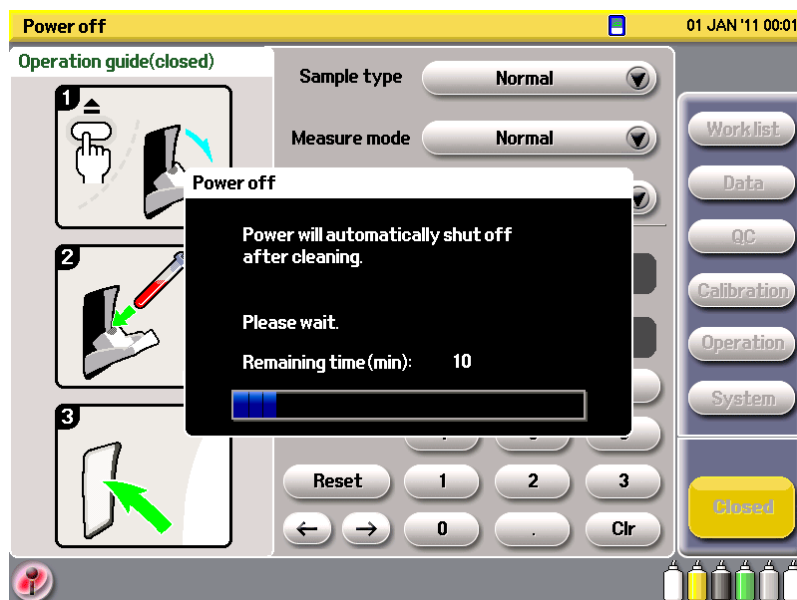 Power off
01 JAN '11 00:01
Operation guide(closed)
1
Sample type
Normal
Measure mode
Normal
Work list
Data
QC
Calibration
Operation
System
Closed
Power off
Power will automatically shut off
after cleaning.
Please wait.
Remaining time(min): 10
2
3
Reset
1
2
3
← →
0
.
Clr